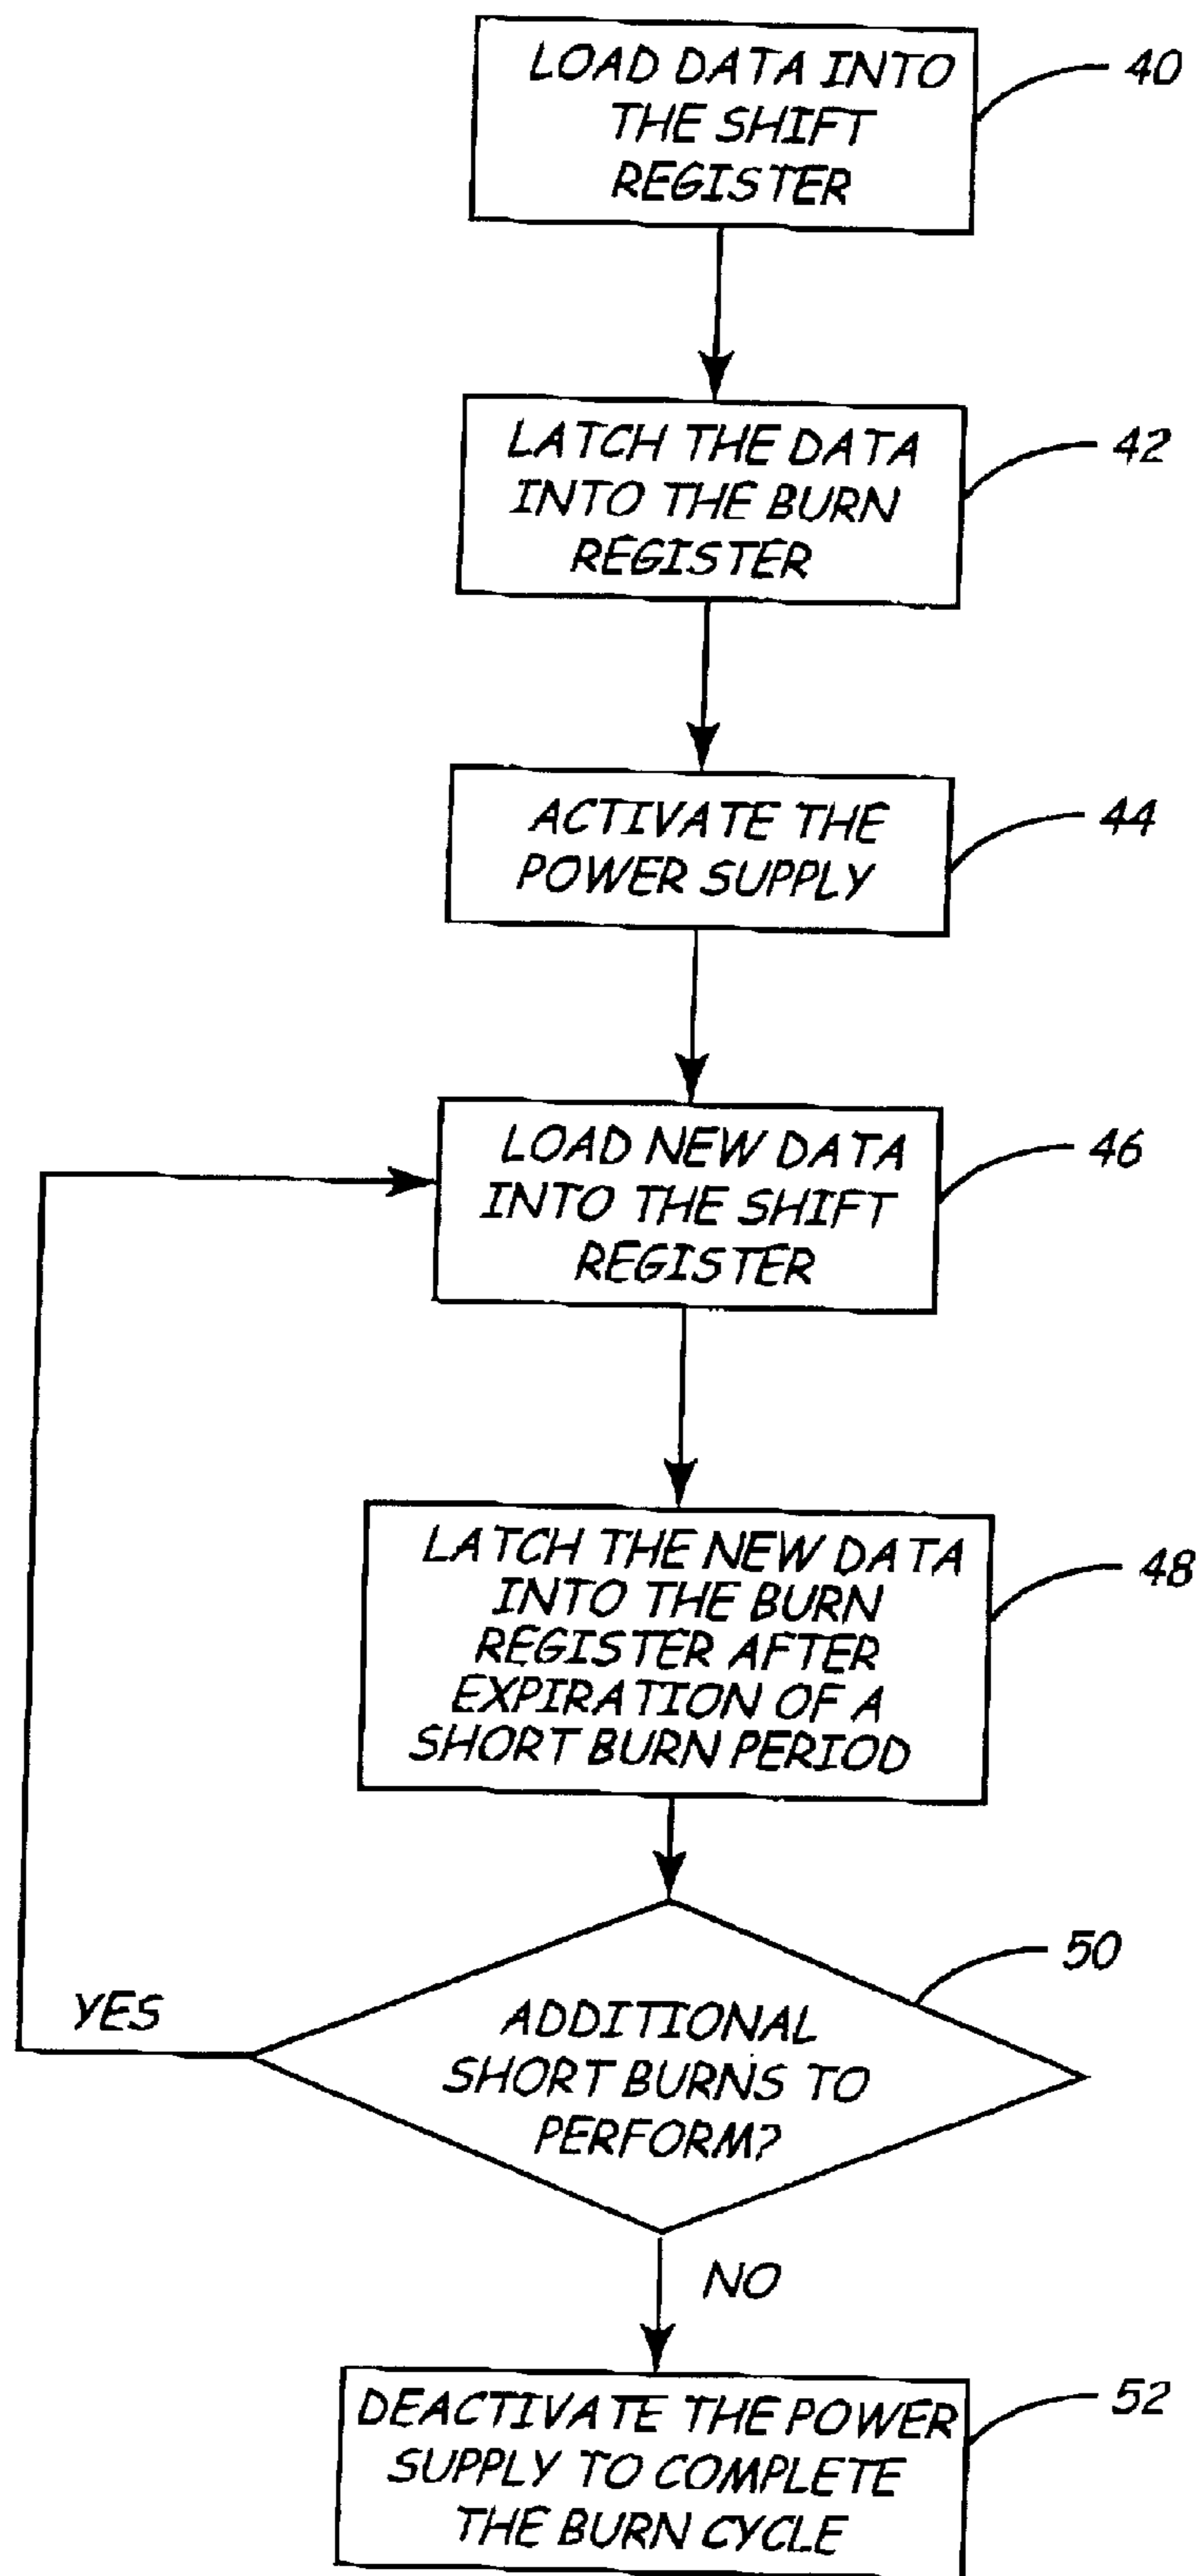 LOAD DATA INTO
THE SHIFT
REGISTER
40
LATCH THE DATA
INTO THE BURN
REGISTER
42
ACTIVATE THE
POWER SUPPLY
44
LOAD NEW DATA
INTO THE SHIFT
REGISTER
46
LATCH THE NEW DATA
INTO THE BURN
REGISTER AFTER
EXPIRATION OF A
SHORT BURN PERIOD
48
50
YES
ADDITIONAL
SHORT BURNS TO
PERFORM?
NO
DEACTIVATE THE POWER
SUPPLY TO COMPLETE
THE BURN CYCLE
52